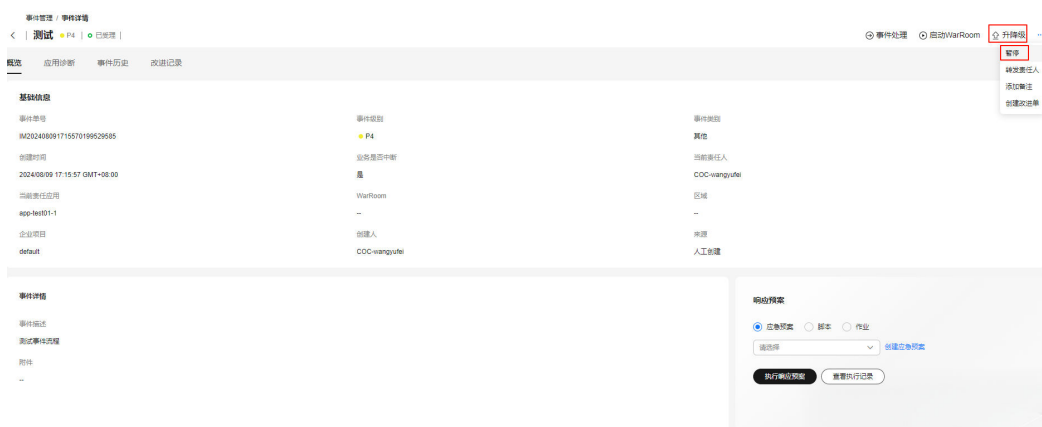 事件管理 / 事件详情
测试 P4 | 已受理 |
事件处理 启动WarRoom 升降级 ...
概览 应用诊断 事件历史 改进记录
暂停
转发责任人
添加备注
创建改进单
基础信息
事件单号 事件级别 事件类别
IM20240809171557019952958​5 P4 其他
创建时间 业务是否中断 当前责任人
2024/08/09 17:15:57 GMT+08:00 是 COC-wangyufei
当前责任应用 WarRoom 区域
app-test01-1 -- --
企业项目 创建人 来源
default COC-wangyufei 人工创建
事件详情
事件描述
测试事件流程
附件
--
响应预案
应急预案 脚本 作业
请选择 创建应急预案
执行响应预案 查看执行记录